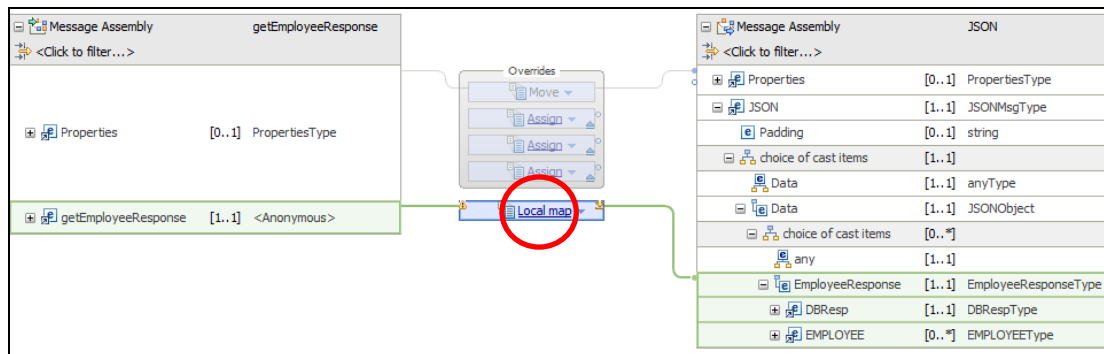 Message Assembly getEmployeeResponse
<Click to filter...>
Properties [0..1] PropertiesType
getEmployeeResponse [1..1] <Anonymous>
Overrides
Move
Assign
Assign
Assign
Local map
Message Assembly JSON
<Click to filter...>
Properties [0..1] PropertiesType
JSON [1..1] JSONMsgType
Padding [0..1] string
choice of cast items [1..1]
Data [1..1] anyType
Data [1..1] JSONObject
choice of cast items [0..*]
any [1..1]
EmployeeResponse [1..1] EmployeeResponseType
DBResp [1..1] DBRespType
EMPLOYEE [0..*] EMPLOYEEType